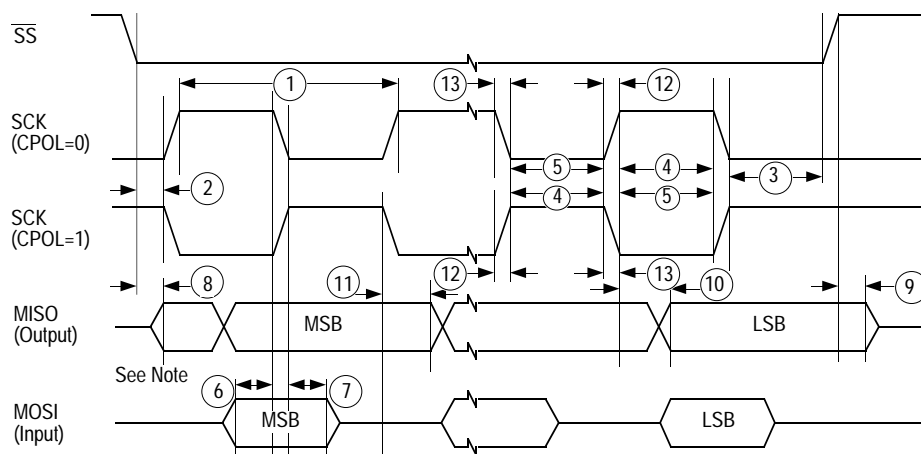 SS
1
13
12
SCK
(CPOL=0)
5
4
3
2
4
5
SCK
(CPOL=1)
8
11
12
13
10
9
MISO
(Output)
MSB
LSB
See Note
6
7
MOSI
(Input)
MSB
LSB